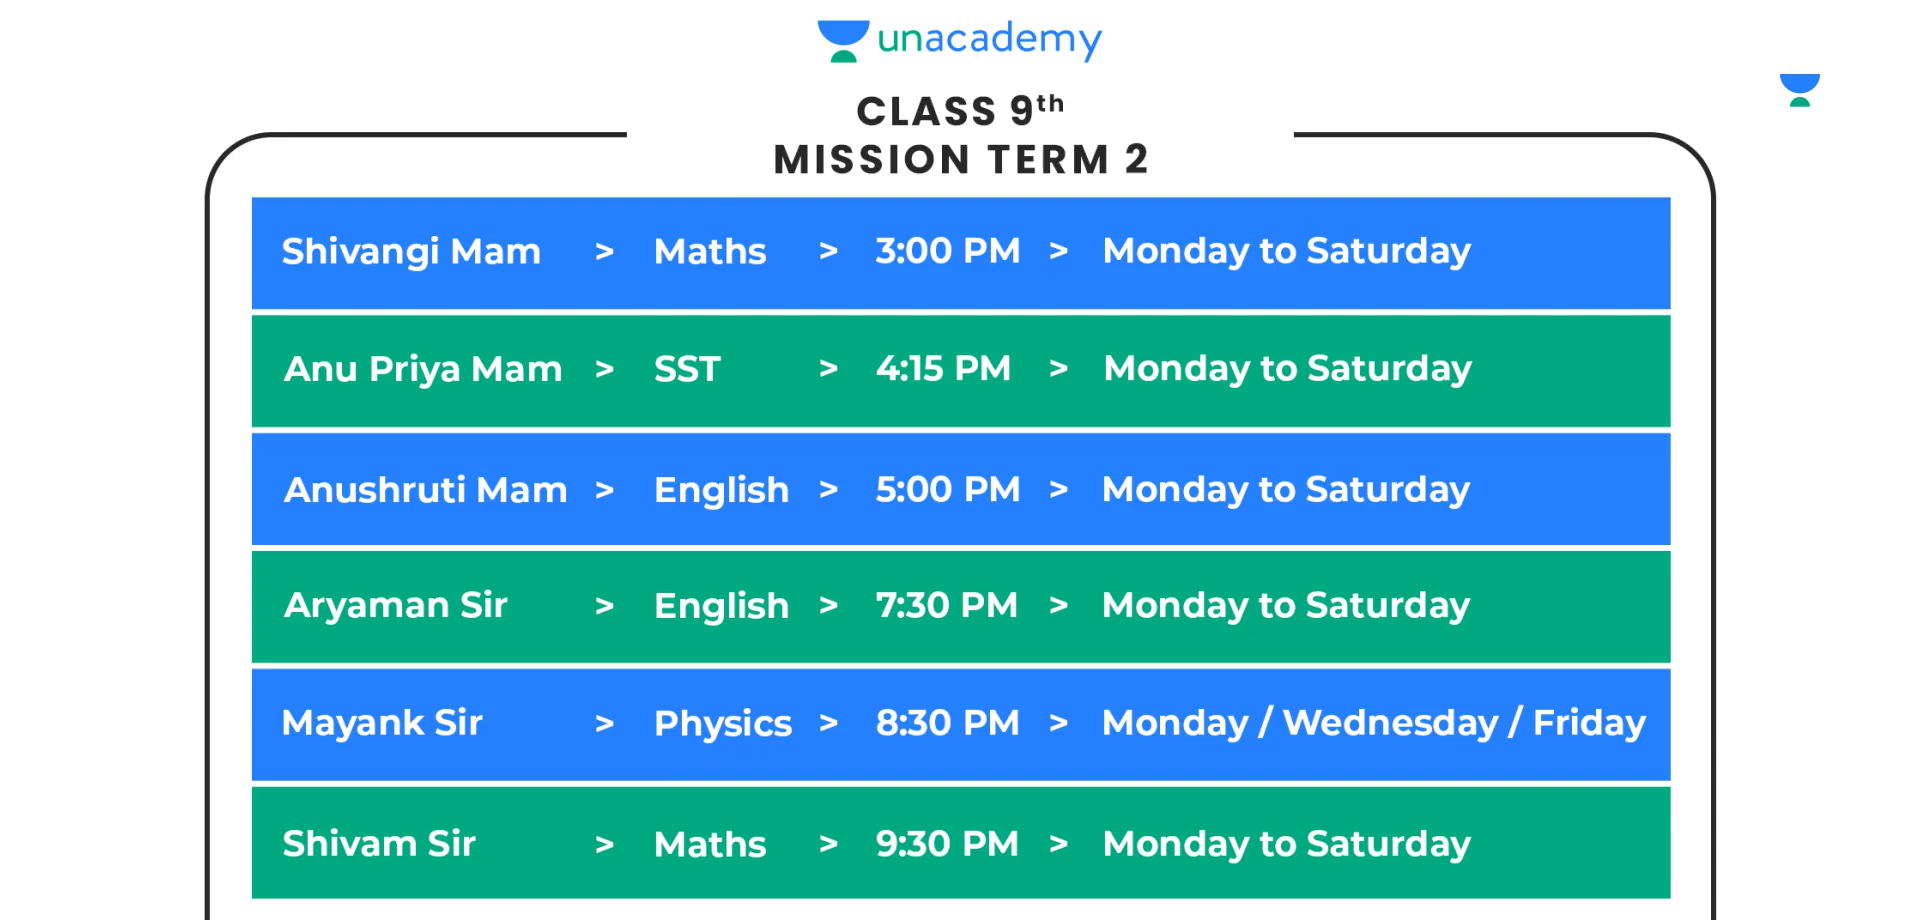 unacademy
CLASS 9th
MISSION TERM 2
Shivangi Mam > Maths > 3:00 PM > Monday to Saturday
Anu Priya Mam > SST > 4:15 PM > Monday to Saturday
Anushruti Mam > English > 5:00 PM > Monday to Saturday
Aryaman Sir > English > 7:30 PM > Monday to Saturday
Mayank Sir > Physics > 8:30 PM > Monday / Wednesday / Friday
Shivam Sir > Maths > 9:30 PM > Monday to Saturday